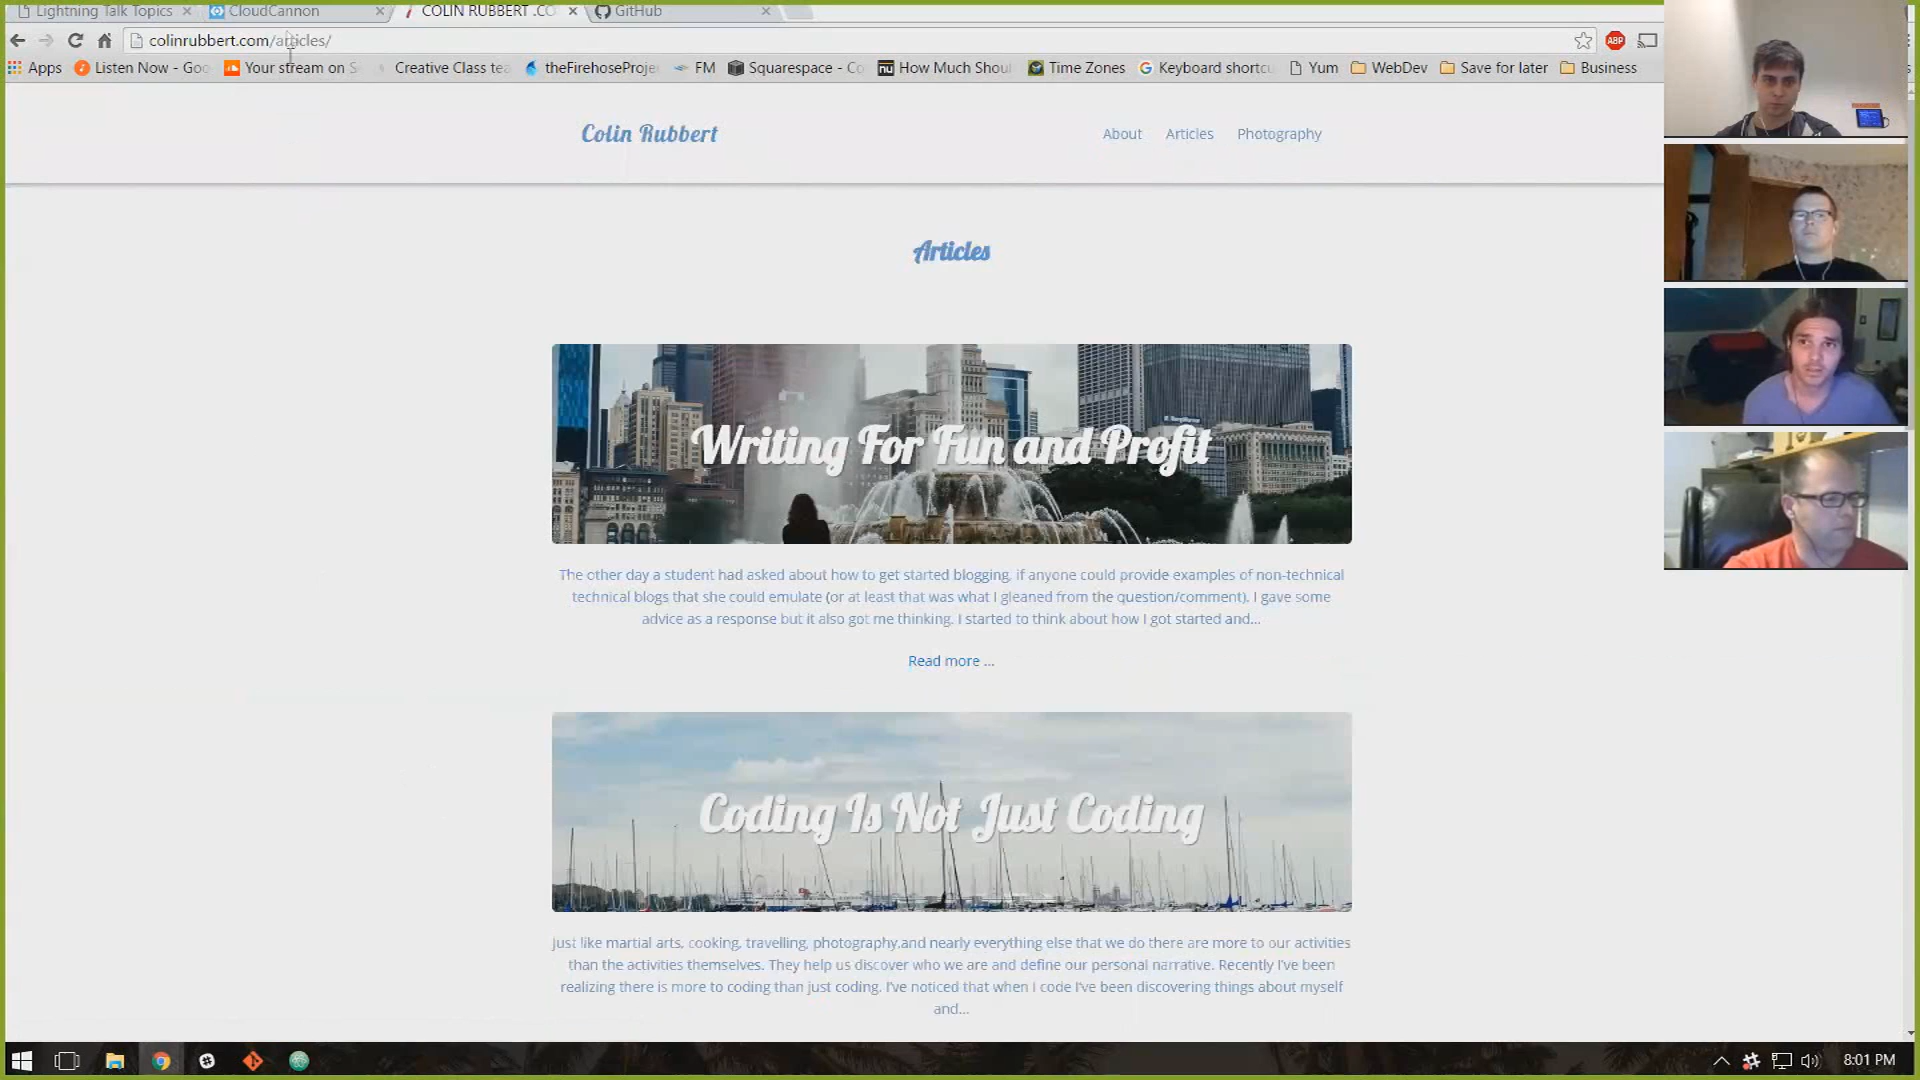 Lightning Talk Topics
CloudCannon
COLIN RUBBERT .CO
GitHub
colinrubbert.com/articles/
ABP
Apps
Listen Now - Goo
Your stream on S
Creative Class tea
theFirehoseProje
FM
Squarespace - Co
How Much Shoul
Time Zones
Keyboard shortcu
Yum
WebDev
Save for later
Business
Colin Rubbert
About
Articles
Photography
Articles
Writing For Fun and Profit
The other day a student had asked about how to get started blogging, if anyone could provide examples of non-technical
technical blogs that she could emulate (or at least that was what I gleaned from the question/comment). I gave some
advice as a response but it also got me thinking. I started to think about how I got started and...
Read more ...
Coding Is Not Just Coding
Just like martial arts, cooking, travelling, photography,and nearly everything else that we do there are more to our activities
than the activities themselves. They help us discover who we are and define our personal narrative. Recently I've been
realizing there is more to coding than just coding. I've noticed that when I code I've been discovering things about myself
and...
8:01 PM